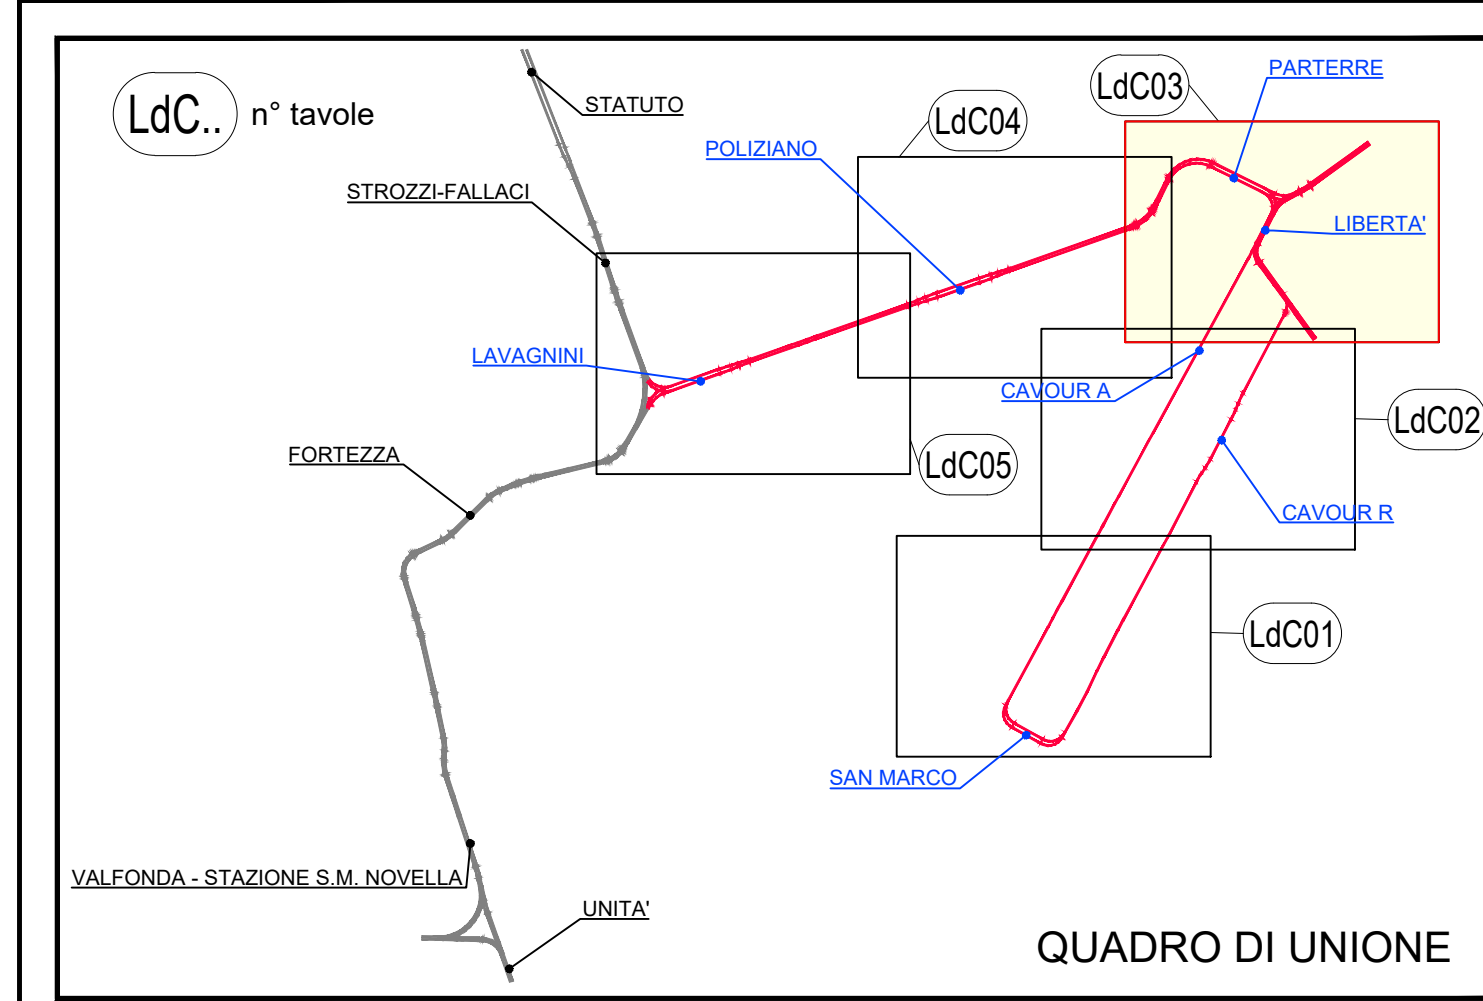 LdC.. n° tavole
STATUTO
PARTERRE
LdC03
LdC04
POLIZIANO
STROZZI-FALLACI
LIBERTA'
LAVAGNINI
CAVOUR A
LdC02
FORTEZZA
LdC05
CAVOUR R
LdC01
SAN MARCO
VALFONDA - STAZIONE S.M. NOVELLA
UNITA'
QUADRO DI UNIONE